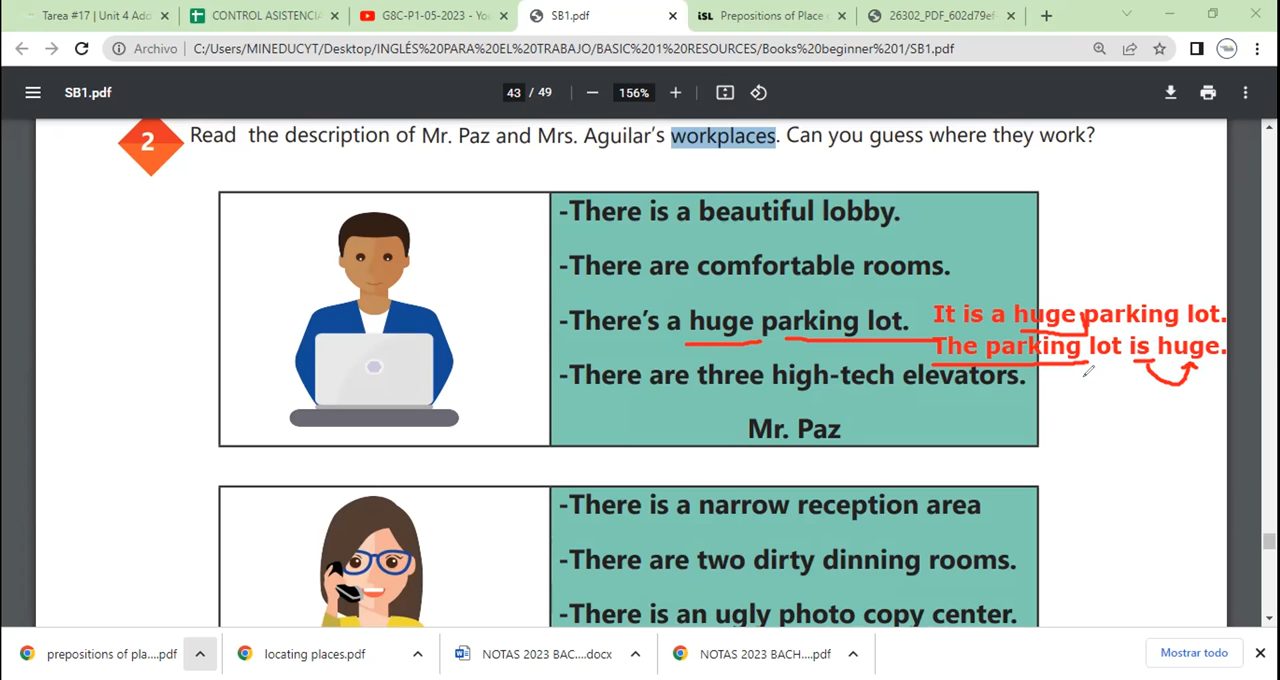 Tarea #17 | Unit 4 Add
CONTROL ASISTENCIA
G8C-P1-05-2023 - You
SB1.pdf
iSL Prepositions of Place
26302_PDF_602d79ef
Archivo C:/Users/MINEDUCYT/Desktop/INGLÉS%20PARA%20EL%20TRABAJO/BASIC%201%20RESOURCES/Books%20beginner%201/SB1.pdf
SB1.pdf
43 / 49
156%
2 Read the description of Mr. Paz and Mrs. Aguilar's workplaces. Can you guess where they work?
-There is a beautiful lobby.
-There are comfortable rooms.
-There's a huge parking lot.
It is a huge parking lot.
The parking lot is huge.
-There are three high-tech elevators.
Mr. Paz
-There is a narrow reception area
-There are two dirty dinning rooms.
-There is an ugly photo copy center.
prepositions of pla....pdf
locating places.pdf
NOTAS 2023 BAC....docx
NOTAS 2023 BACH....pdf
Mostrar todo